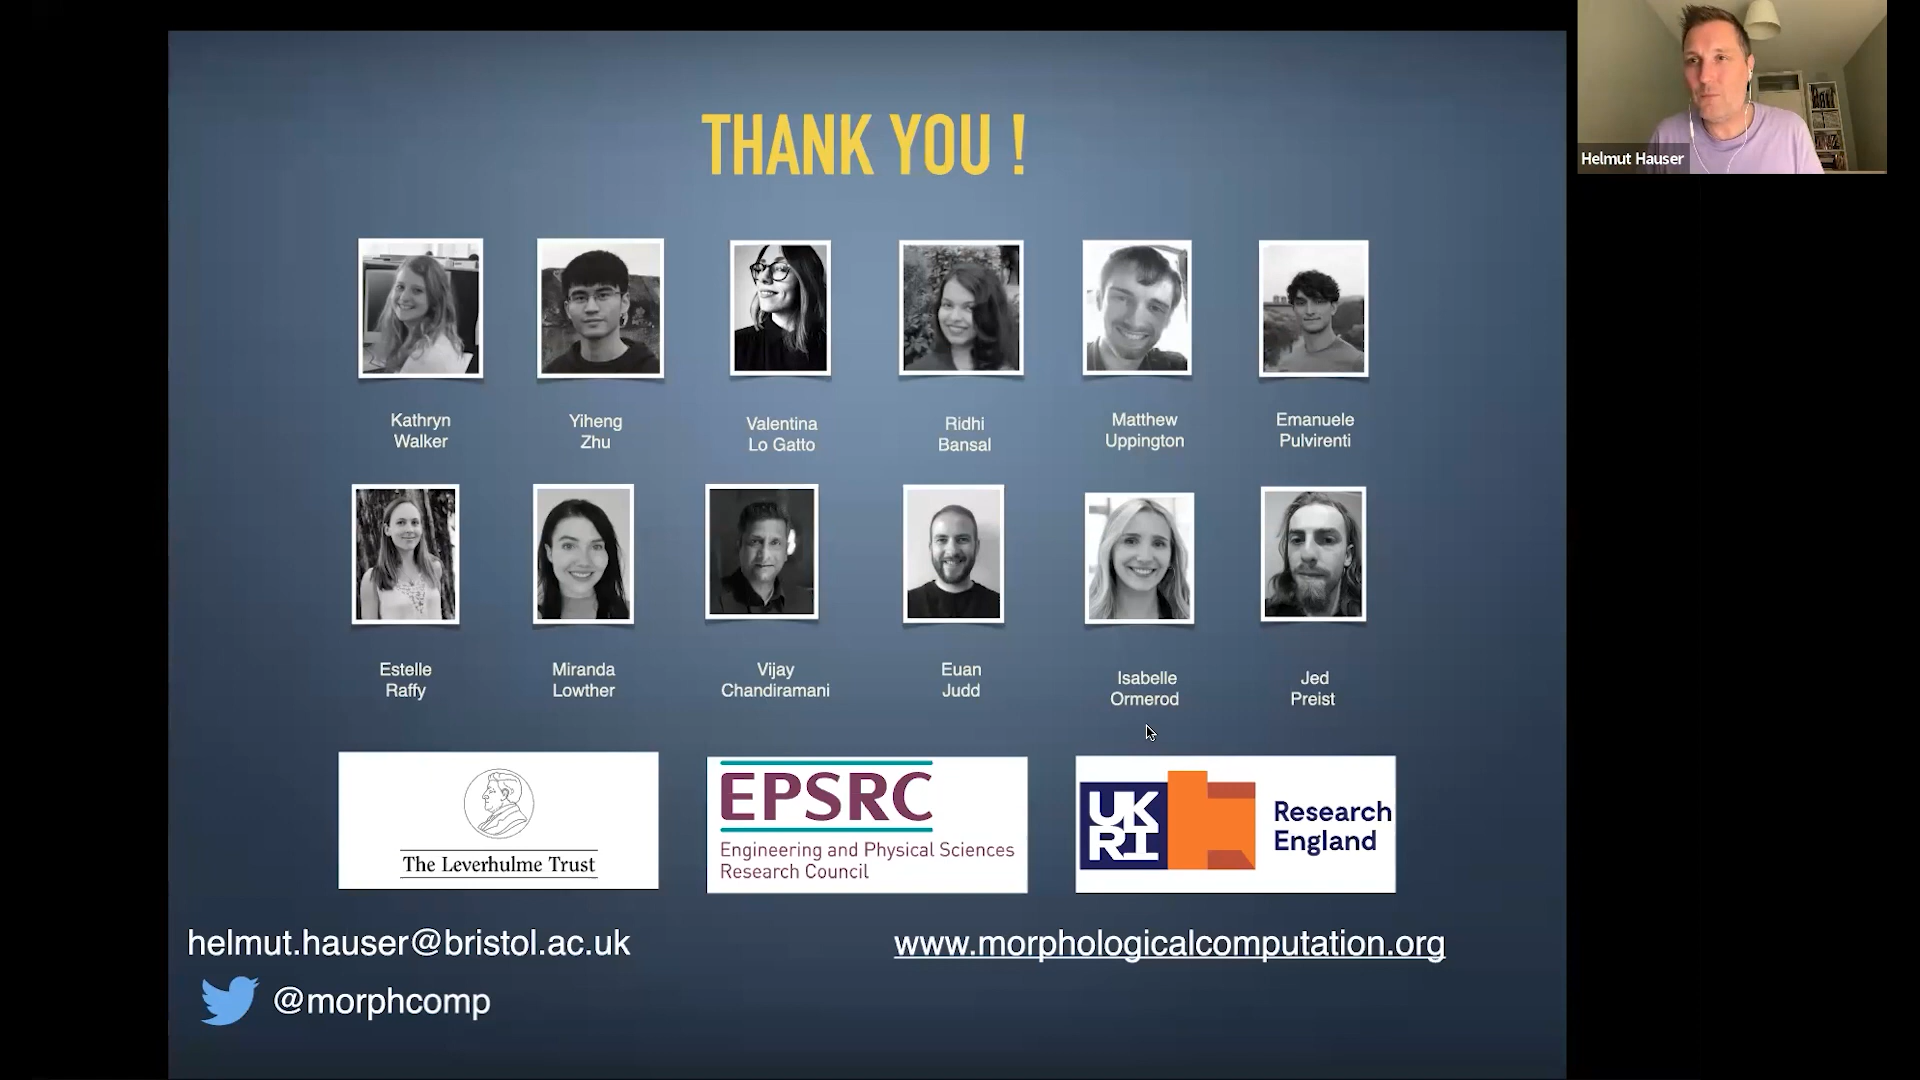 THANK YOU !
Helmut Hauser
Kathryn
Walker
Yiheng
Zhu
Valentina
Lo Gatto
Ridhi
Bansal
Matthew
Uppington
Emanuele
Pulvirenti
Estelle
Raffy
Miranda
Lowther
Vijay
Chandiramani
Euan
Judd
Isabelle
Ormerod
Jed
Preist
The Leverhulme Trust
EPSRC
Engineering and Physical Sciences
Research Council
UK
RI
Research
England
helmut.hauser@bristol.ac.uk
www.morphologicalcomputation.org
@morphcomp